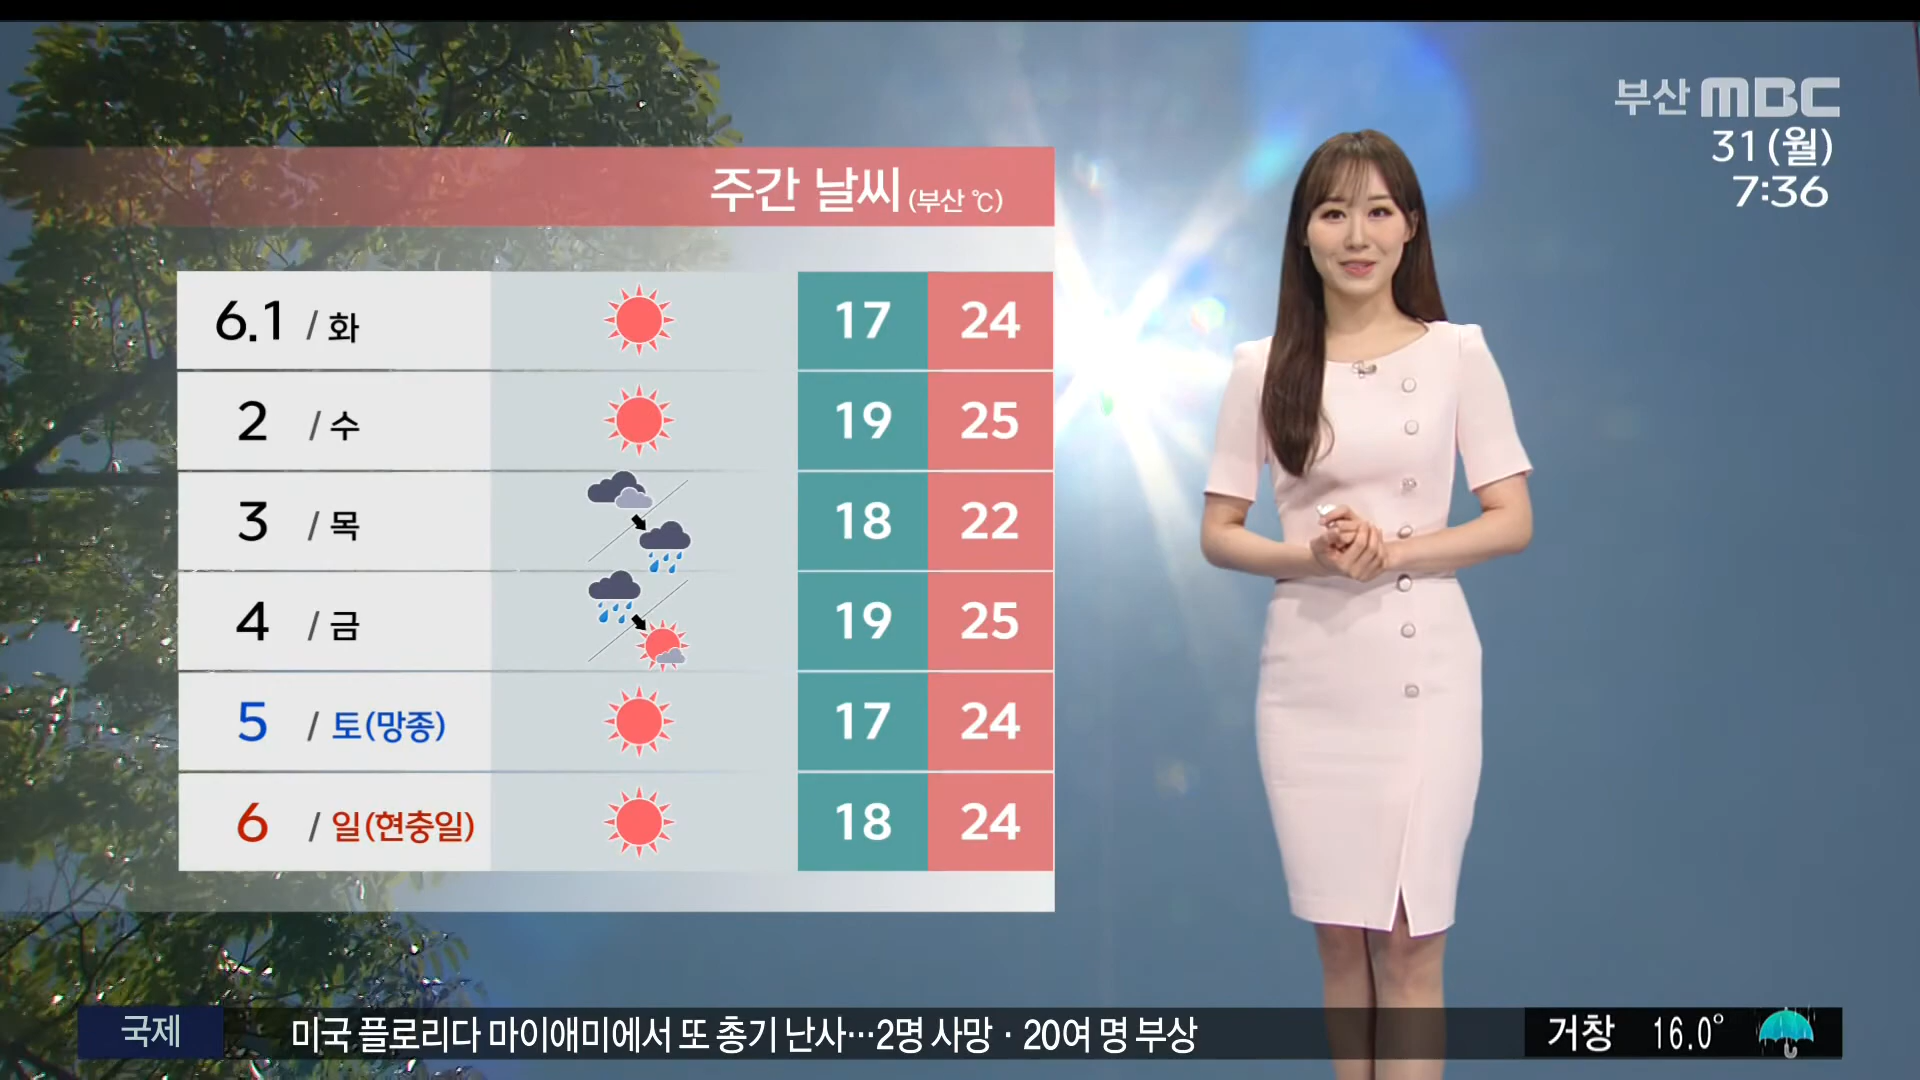 부산 MBC
31(월)
7:36
주간 날씨(부산 ℃)
6.1 / 화 17 24
2 / 수 19 25
3 / 목 18 22
4 / 금 19 25
5 / 토(망종) 17 24
6 / 일(현충일) 18 24
국제 미국 플로리다 마이애미에서 또 총기 난사…2명 사망·20여 명 부상
거창 16.0°